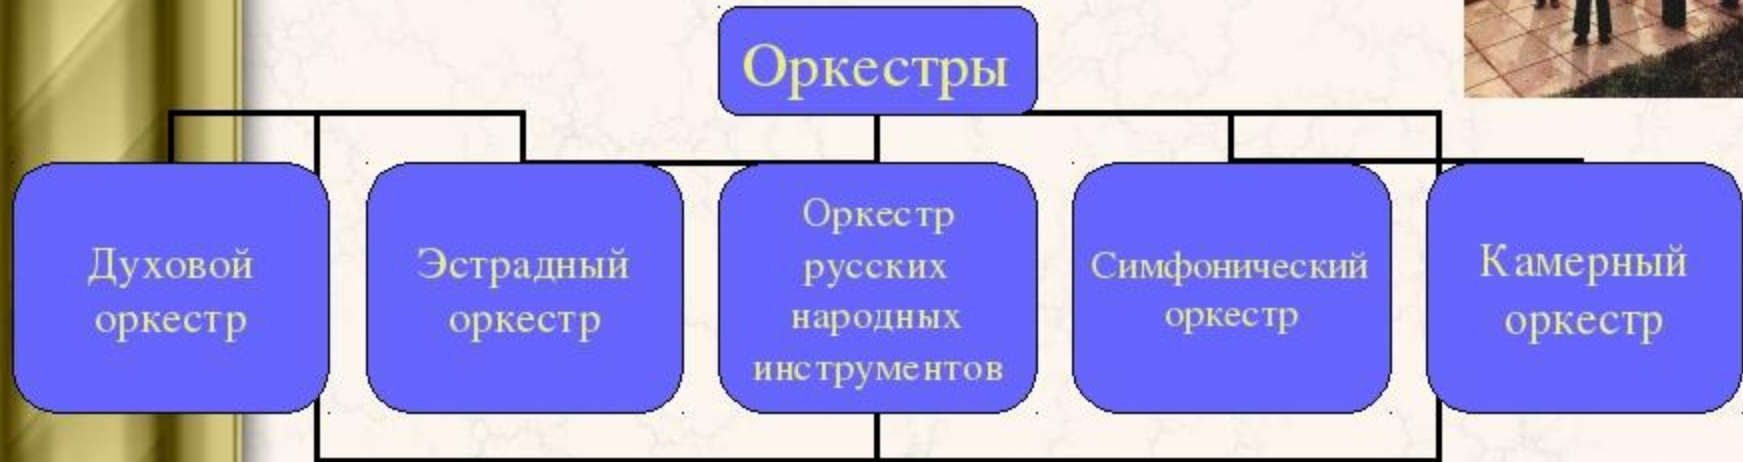 Оркестры
Духовой
оркестр
Эстрадный
оркестр
Оркестр
русских
народных
инструментов
Симфонический
оркестр
Камерный
оркестр